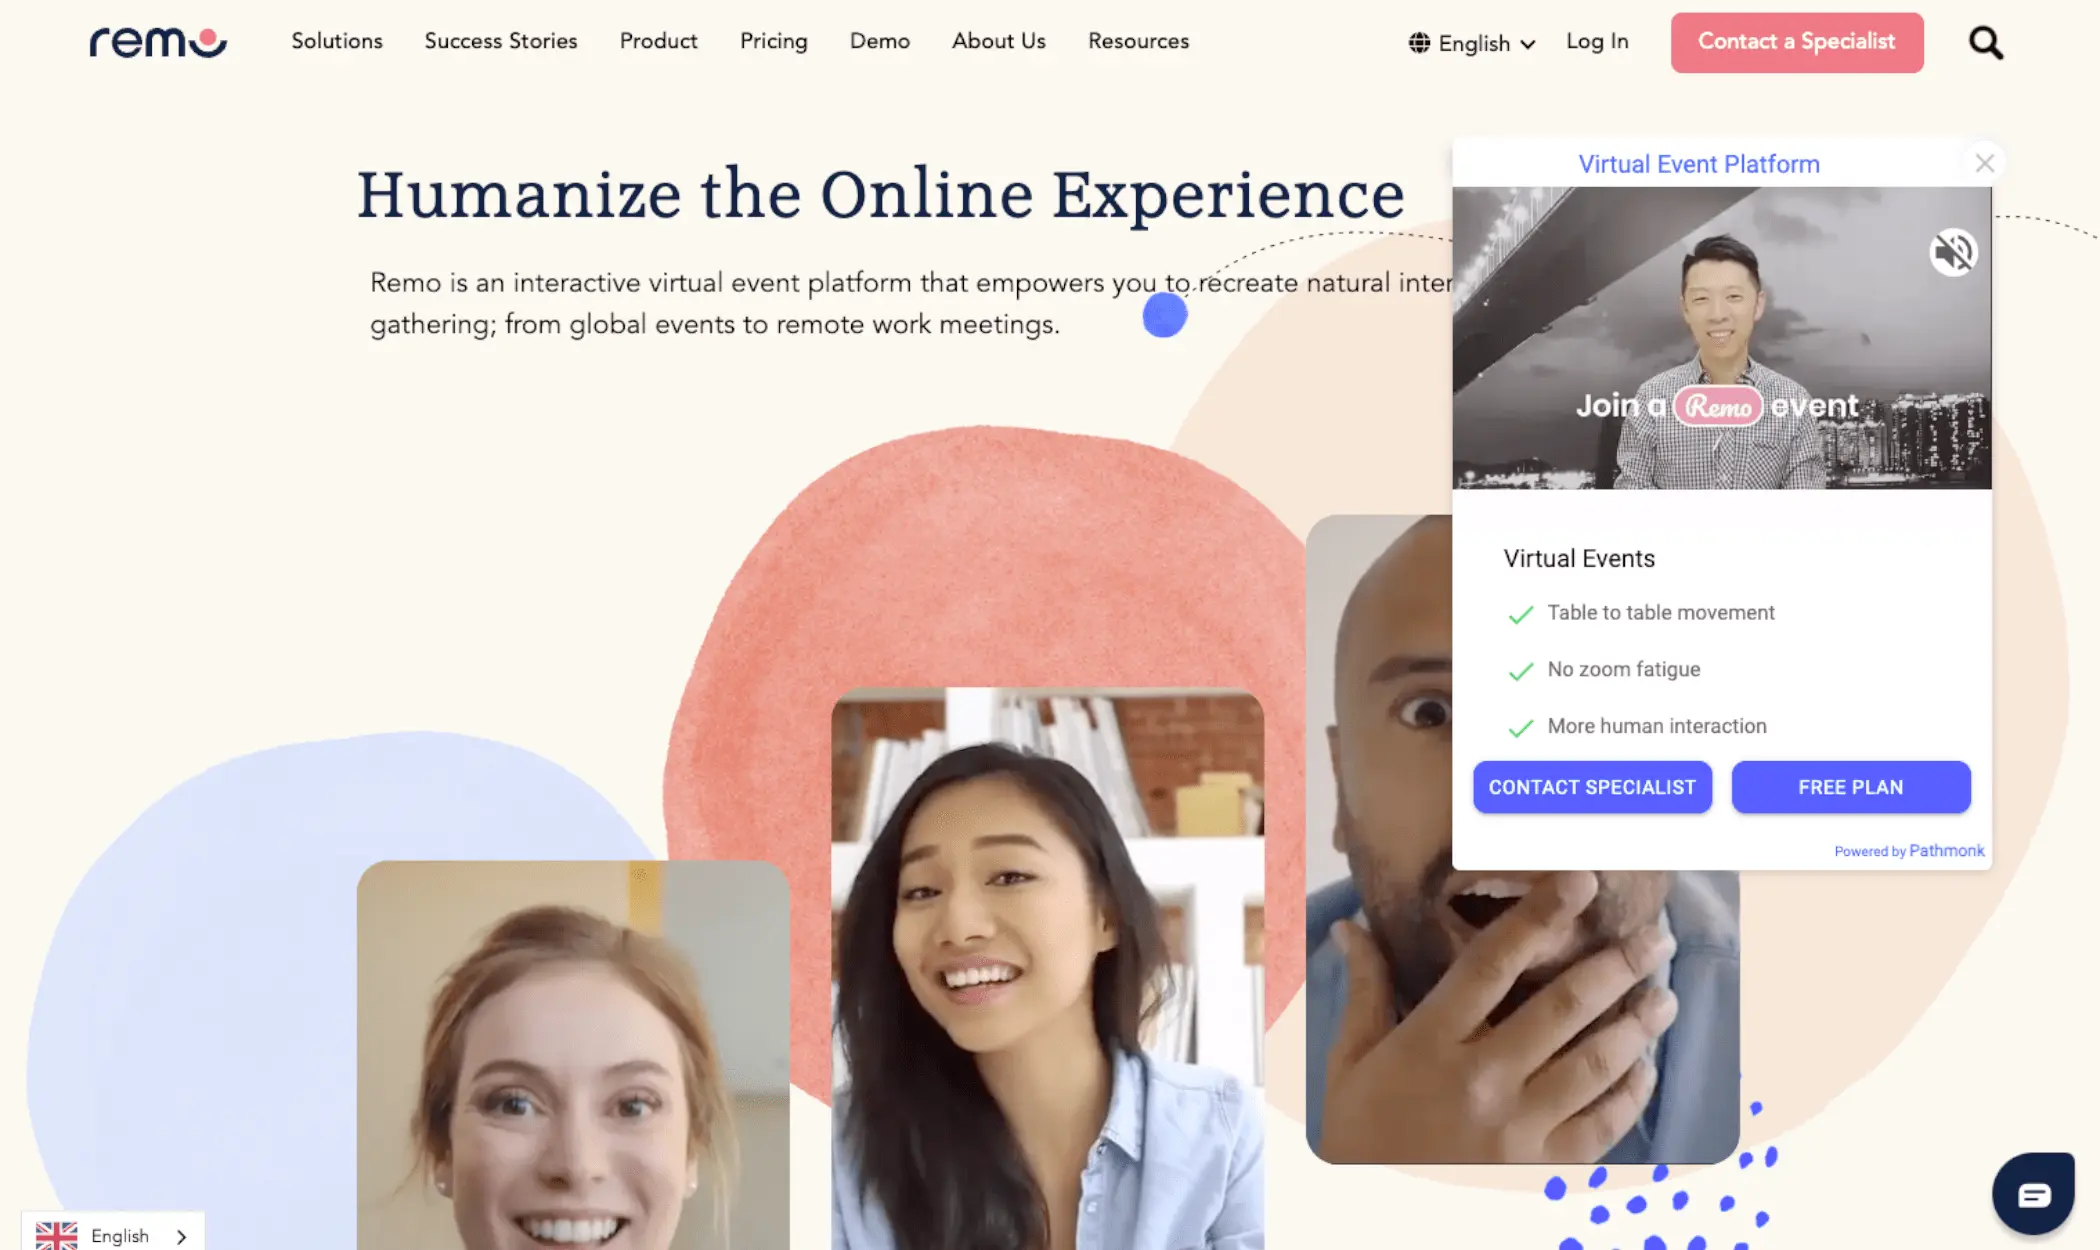 remo
Solutions
Success Stories
Product
Pricing
Demo
About Us
Resources
English
Log In
Contact a Specialist
Humanize the Online Experience
Remo is an interactive virtual event platform that empowers you to recreate natural
gathering; from global events to remote work meetings.
Virtual Event Platform
Join a Remo event
Virtual Events
Table to table movement
No zoom fatigue
More human interaction
CONTACT SPECIALIST
FREE PLAN
Powered by Pathmonk
English